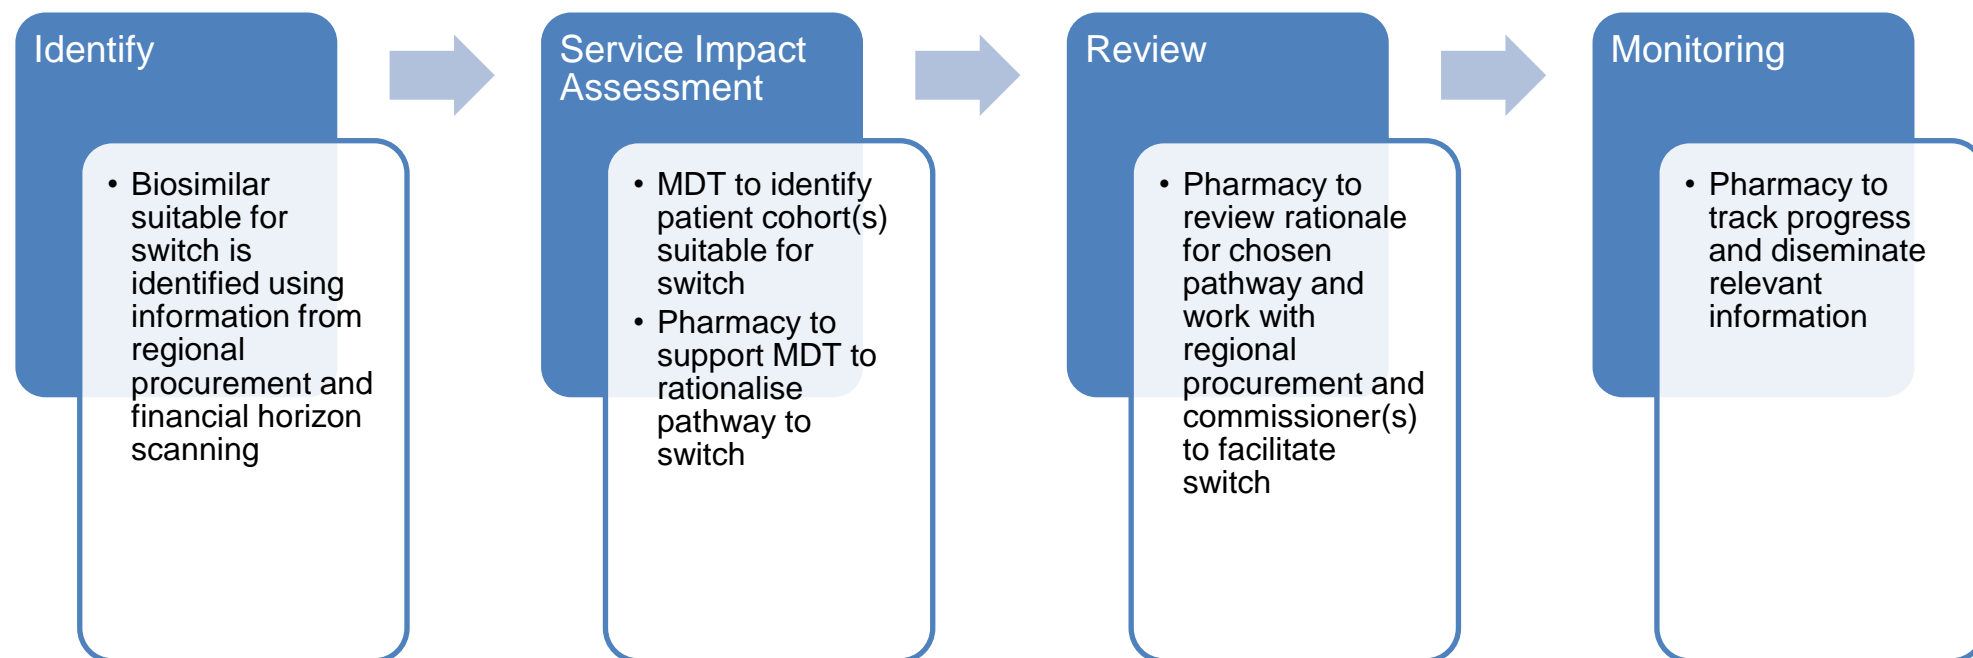 Identify
• Biosimilar
suitable for
switch is
identified using
information from
regional
procurement and
financial horizon
scanning
Service Impact
Assessment
• MDT to identify
patient cohort(s)
suitable for
switch
• Pharmacy to
support MDT to
rationalise
pathway to
switch
Review
• Pharmacy to
review rationale
for chosen
pathway and
work with
regional
procurement and
commissioner(s)
to facilitate
switch
Monitoring
• Pharmacy to
track progress
and diseminate
relevant
information